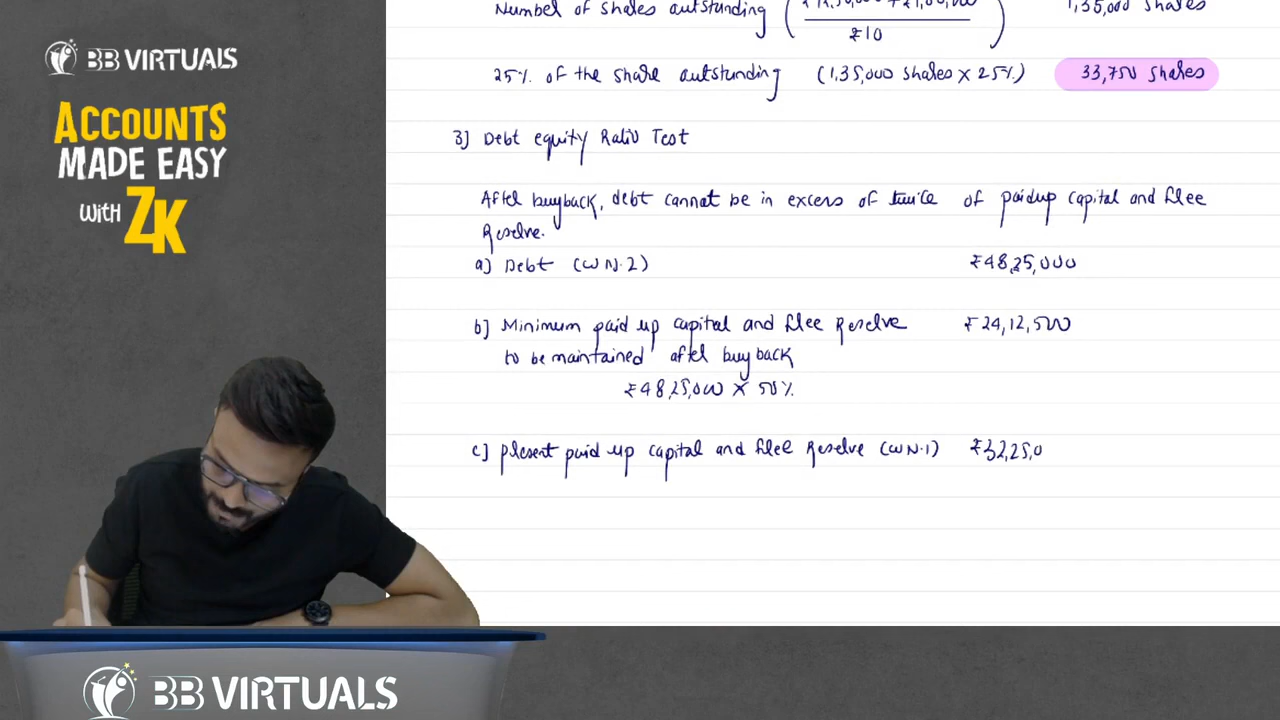 BB VIRTUALS
ACCOUNTS
MADE EASY
with ZK
Number of shares outstanding ( / ₹10 ) 1,35,000 shares
25% of the share outstanding (1,35,000 shares × 25%) 33,750 shares
3] Debt equity Ratio Test
After buyback, debt cannot be in excess of twice of paidup capital and free
Reserve.
a] Debt (WN.2) ₹48,25,000
b] Minimum paid up capital and free Reserve ₹24,12,500
to be maintained after buy back
₹48,25,000 × 50%
c] Present paid up capital and free Reserve (WN.1) ₹32,25,0
BB VIRTUALS